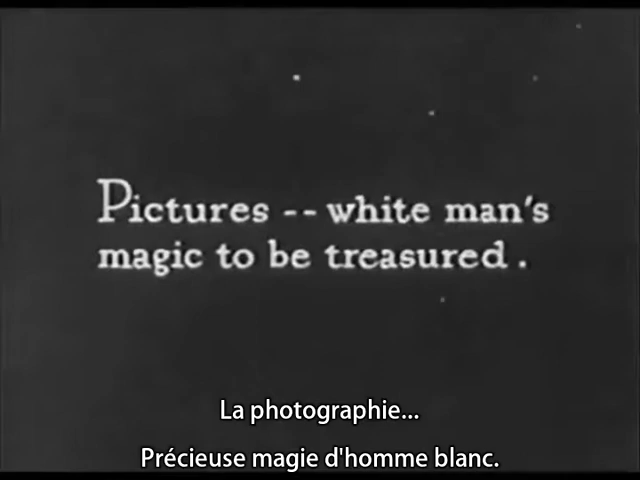 Pictures -- white man's
magic to be treasured.
La photographie...
Précieuse magie d'homme blanc.